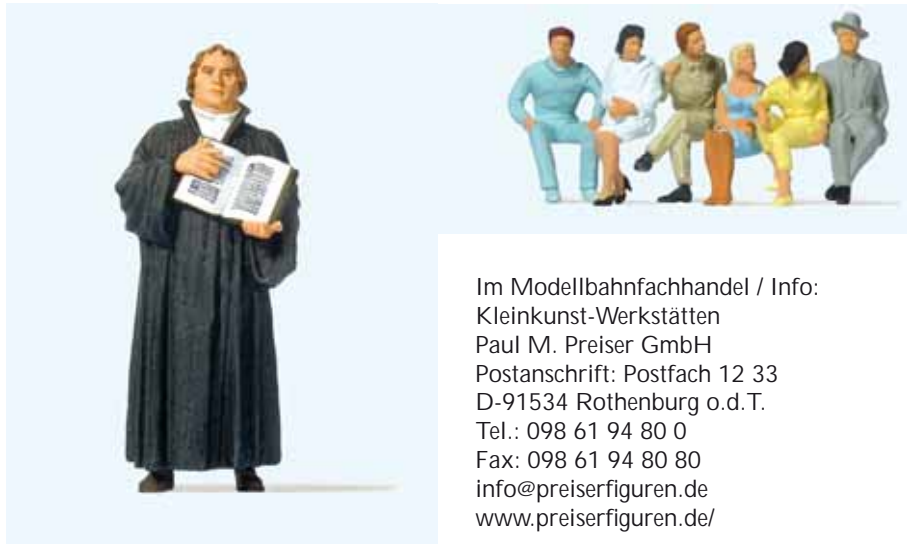 Im Modellbahnfachhandel / Info:
Kleinkunst-Werkstätten
Paul M. Preiser GmbH
Postanschrift: Postfach 12 33
D-91534 Rothenburg o.d.T.
Tel.: 098 61 94 80 0
Fax: 098 61 94 80 80
info@preiserfiguren.de
www.preiserfiguren.de/